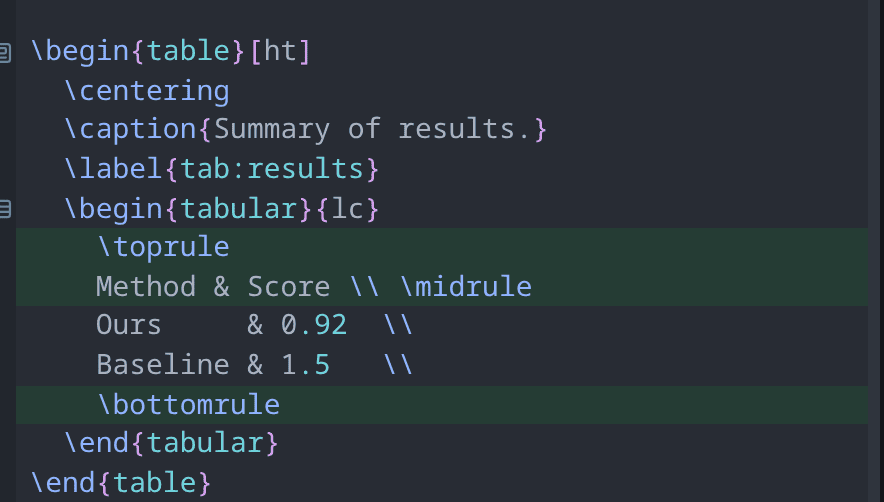 \begin{table}[ht]
\centering
\caption{Summary of results.}
\label{tab:results}
\begin{tabular}{lc}
\toprule
Method & Score \\ \midrule
Ours & 0.92 \\
Baseline & 1.5 \\
\bottomrule
\end{tabular}
\end{table}